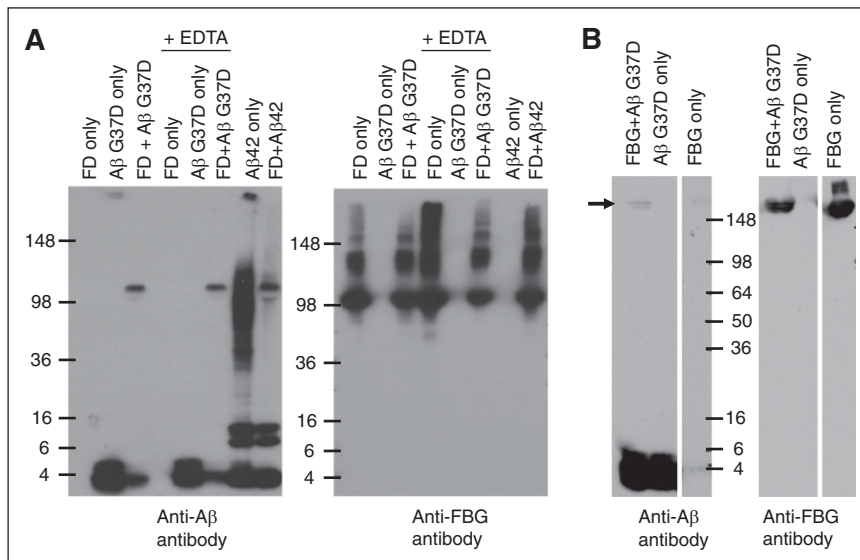 A
+ EDTA
FD only
Aβ G37D only
FD + Aβ G37D
FD only
Aβ G37D only
FD+Aβ G37D
Aβ42 only
FD+Aβ42
148
98
36
16
6
4
Anti-Aβ
antibody
+ EDTA
FD only
Aβ G37D only
FD + Aβ G37D
FD only
Aβ G37D only
FD+Aβ G37D
Aβ42 only
FD+Aβ42
148
98
36
16
6
4
Anti-FBG
antibody
B
FBG+Aβ G37D
Aβ G37D only
FBG only
148
98
64
50
36
16
6
4
Anti-Aβ
antibody
FBG+Aβ G37D
Aβ G37D only
FBG only
Anti-FBG
antibody